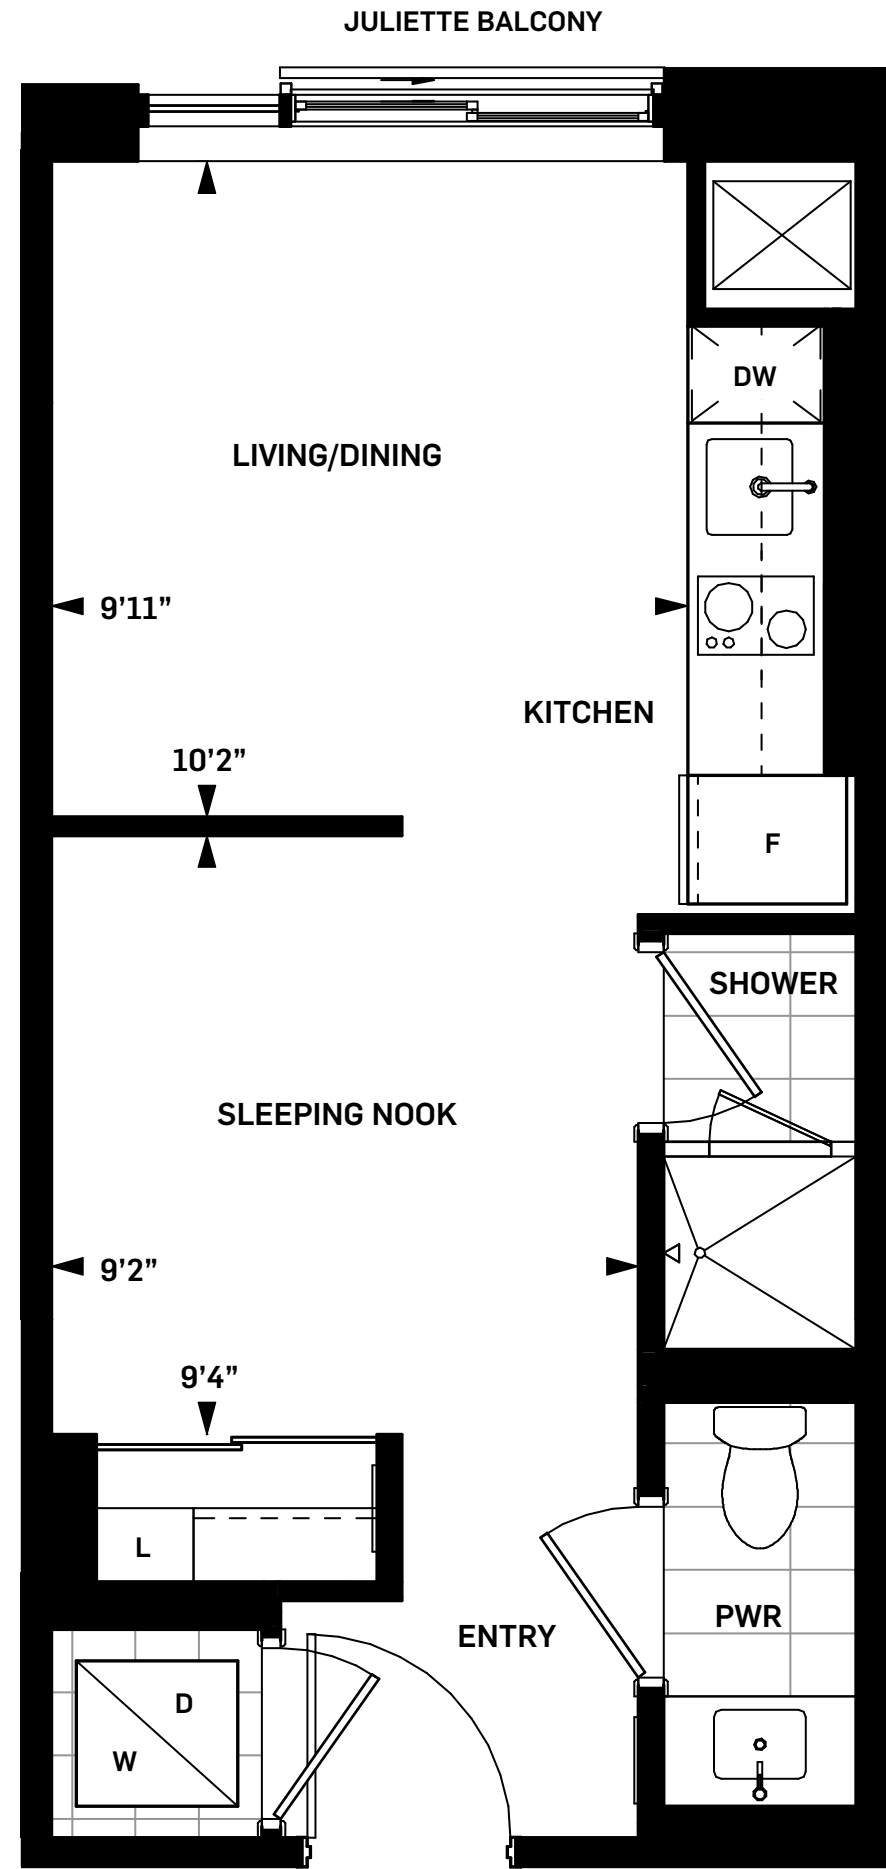 JULIETTE BALCONY
DW
LIVING/DINING
9’11”
KITCHEN
10’2”
F
SHOWER
SLEEPING NOOK
9’2”
9’4”
L
PWR
ENTRY
D
W